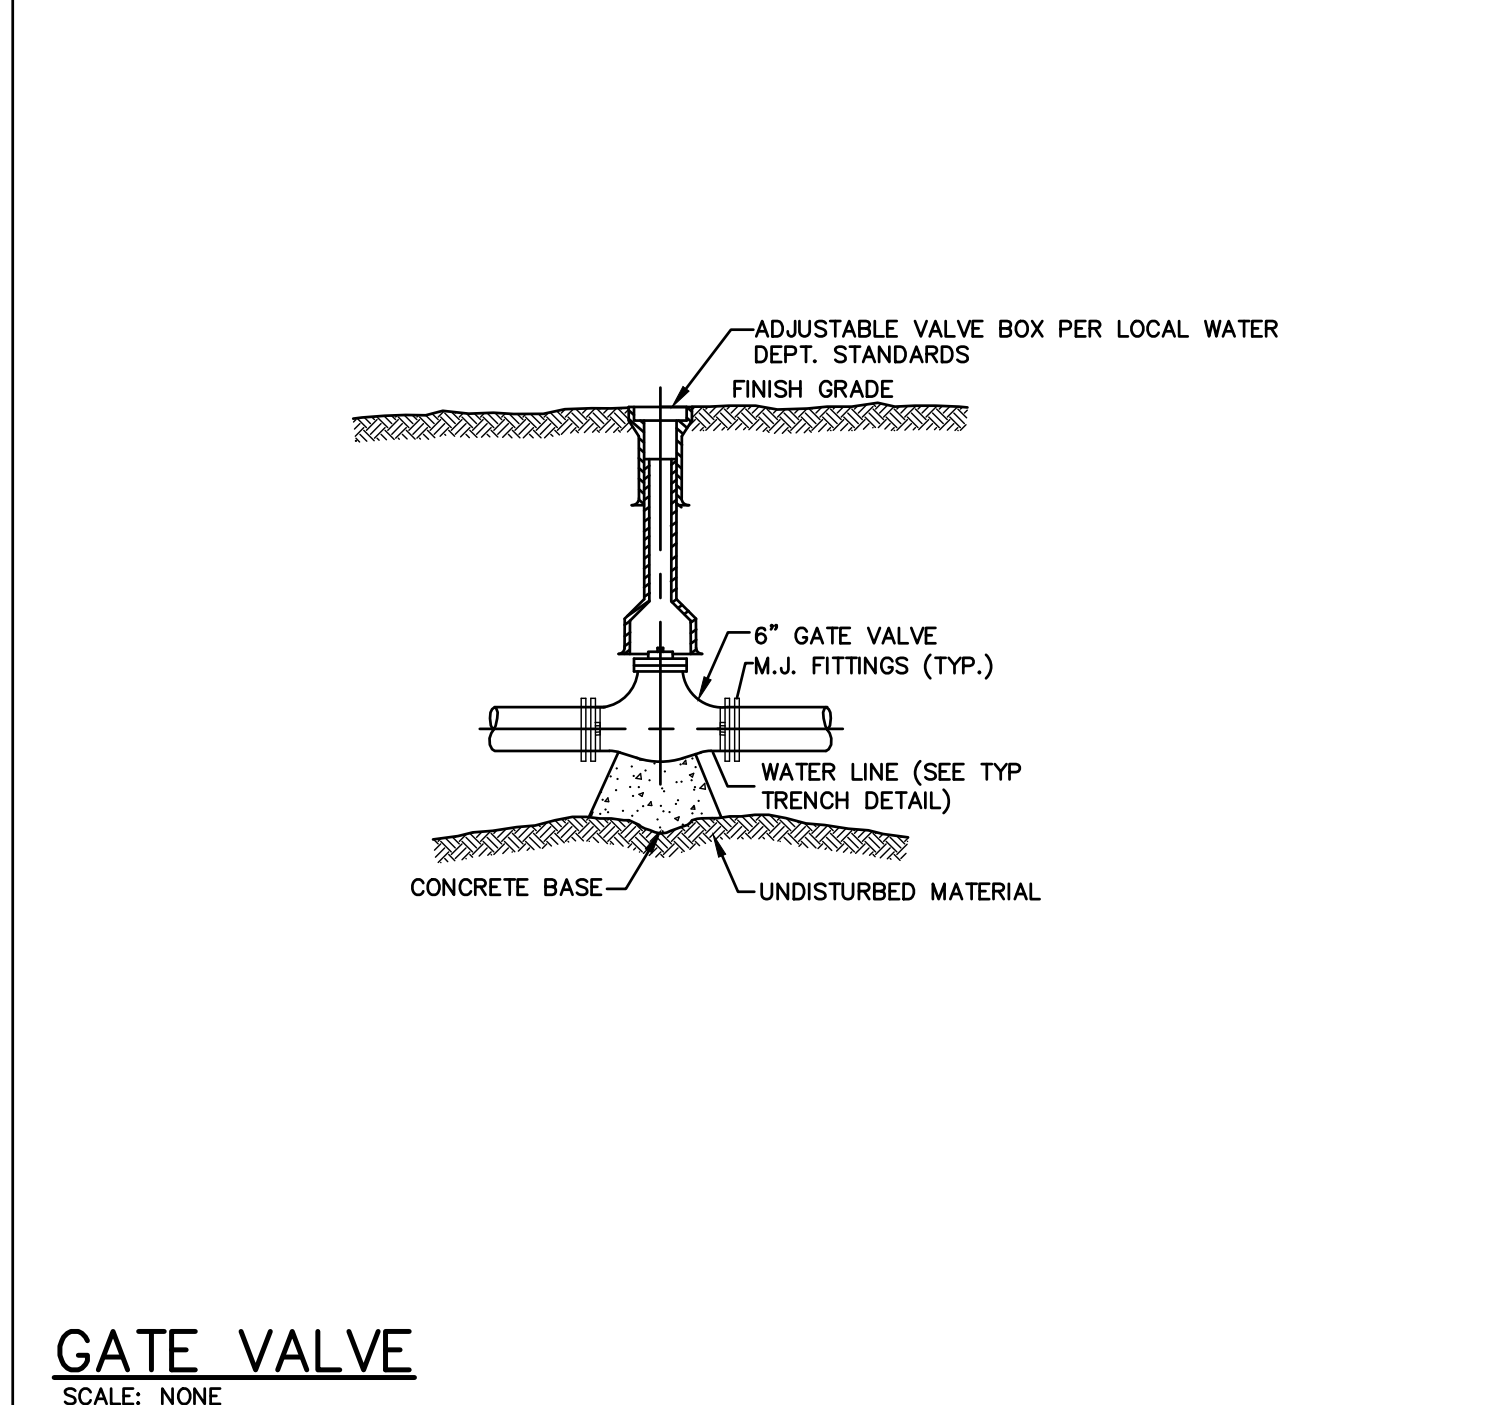 ADJUSTABLE VALVE BOX PER LOCAL WATER
DEPT. STANDARDS
FINISH GRADE
6" GATE VALVE
M.J. FITTINGS (TYP.)
WATER LINE (SEE TYP
TRENCH DETAIL)
CONCRETE BASE
UNDISTURBED MATERIAL
GATE VALVE
SCALE: NONE